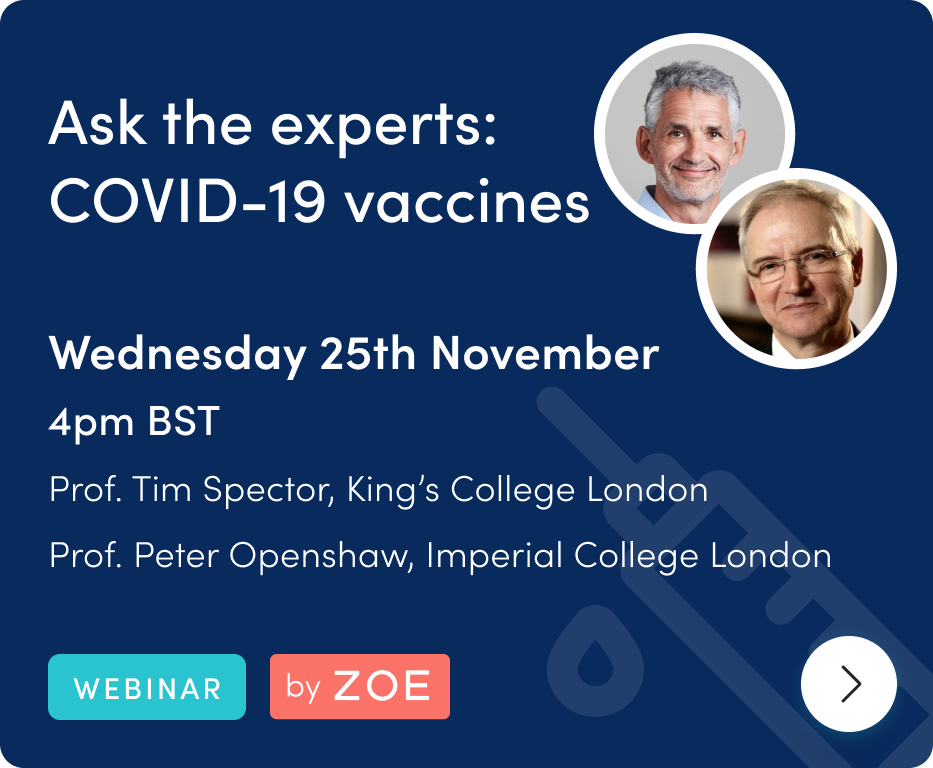 Ask the experts:
COVID-19 vaccines
Wednesday 25th November
4pm BST
Prof. Tim Spector, King’s College London
Prof. Peter Openshaw, Imperial College London
WEBINAR
by ZOE